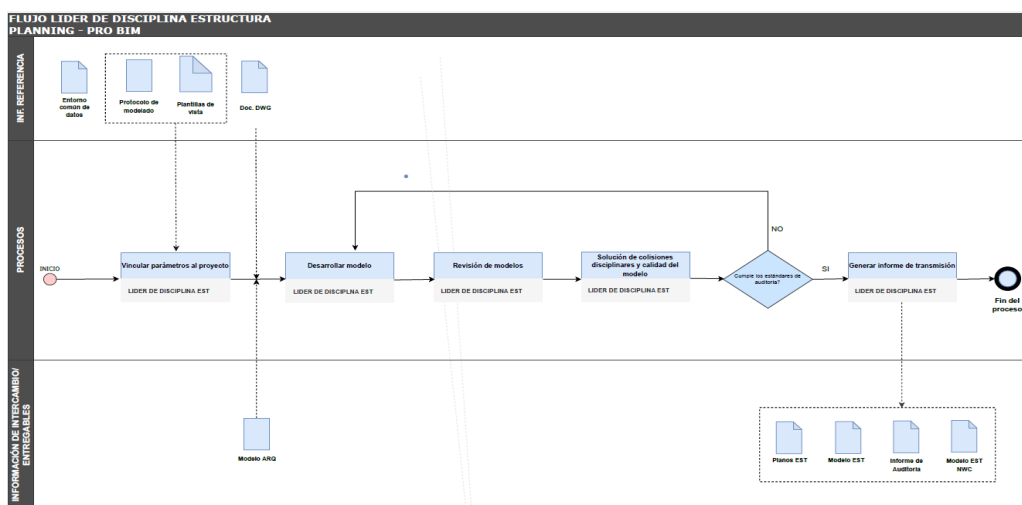 FLUJO LIDER DE DISCIPLINA ESTRUCTURA
PLANNING - PRO BIM
INF. REFERENCIA
Entorno
común de
datos
Protocolo de
modelado
Plantillas de
vista
Doc. DWG
PROCESOS
INICIO
Vincular parámetros al proyecto
LIDER DE DISCIPLINA EST
Desarrollar modelo
LIDER DE DISCIPLINA EST
Revisión de modelos
LIDER DE DISCIPLINA EST
Solución de colisiones
disciplinares y calidad del
modelo
LIDER DE DISCIPLINA EST
Cumple los estándares de
auditoría?
NO
SI
Generar informe de transmisión
LIDER DE DISCIPLINA EST
Fin del
proceso
INFORMACIÓN DE INTERCAMBIO/
ENTREGABLES
Modelo ARQ
Planos EST
Modelo EST
Informe de
Auditoría
Modelo EST
NWC